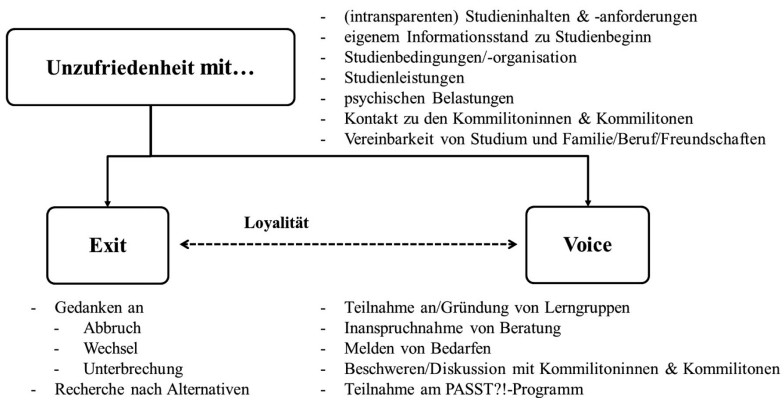 Unzufriedenheit mit…
- (intransparenten) Studieninhalten & -anforderungen
- eigenem Informationsstand zu Studienbeginn
- Studienbedingungen/-organisation
- Studienleistungen
- psychischen Belastungen
- Kontakt zu den Kommilitoninnen & Kommilitonen
- Vereinbarkeit von Studium und Familie/Beruf/Freundschaften
Loyalität
Exit
Voice
- Gedanken an
- Abbruch
- Wechsel
- Unterbrechung
- Recherche nach Alternativen
- Teilnahme an/Gründung von Lerngruppen
- Inanspruchnahme von Beratung
- Melden von Bedarfen
- Beschweren/Diskussion mit Kommilitoninnen & Kommilitonen
- Teilnahme am PASST?!-Programm